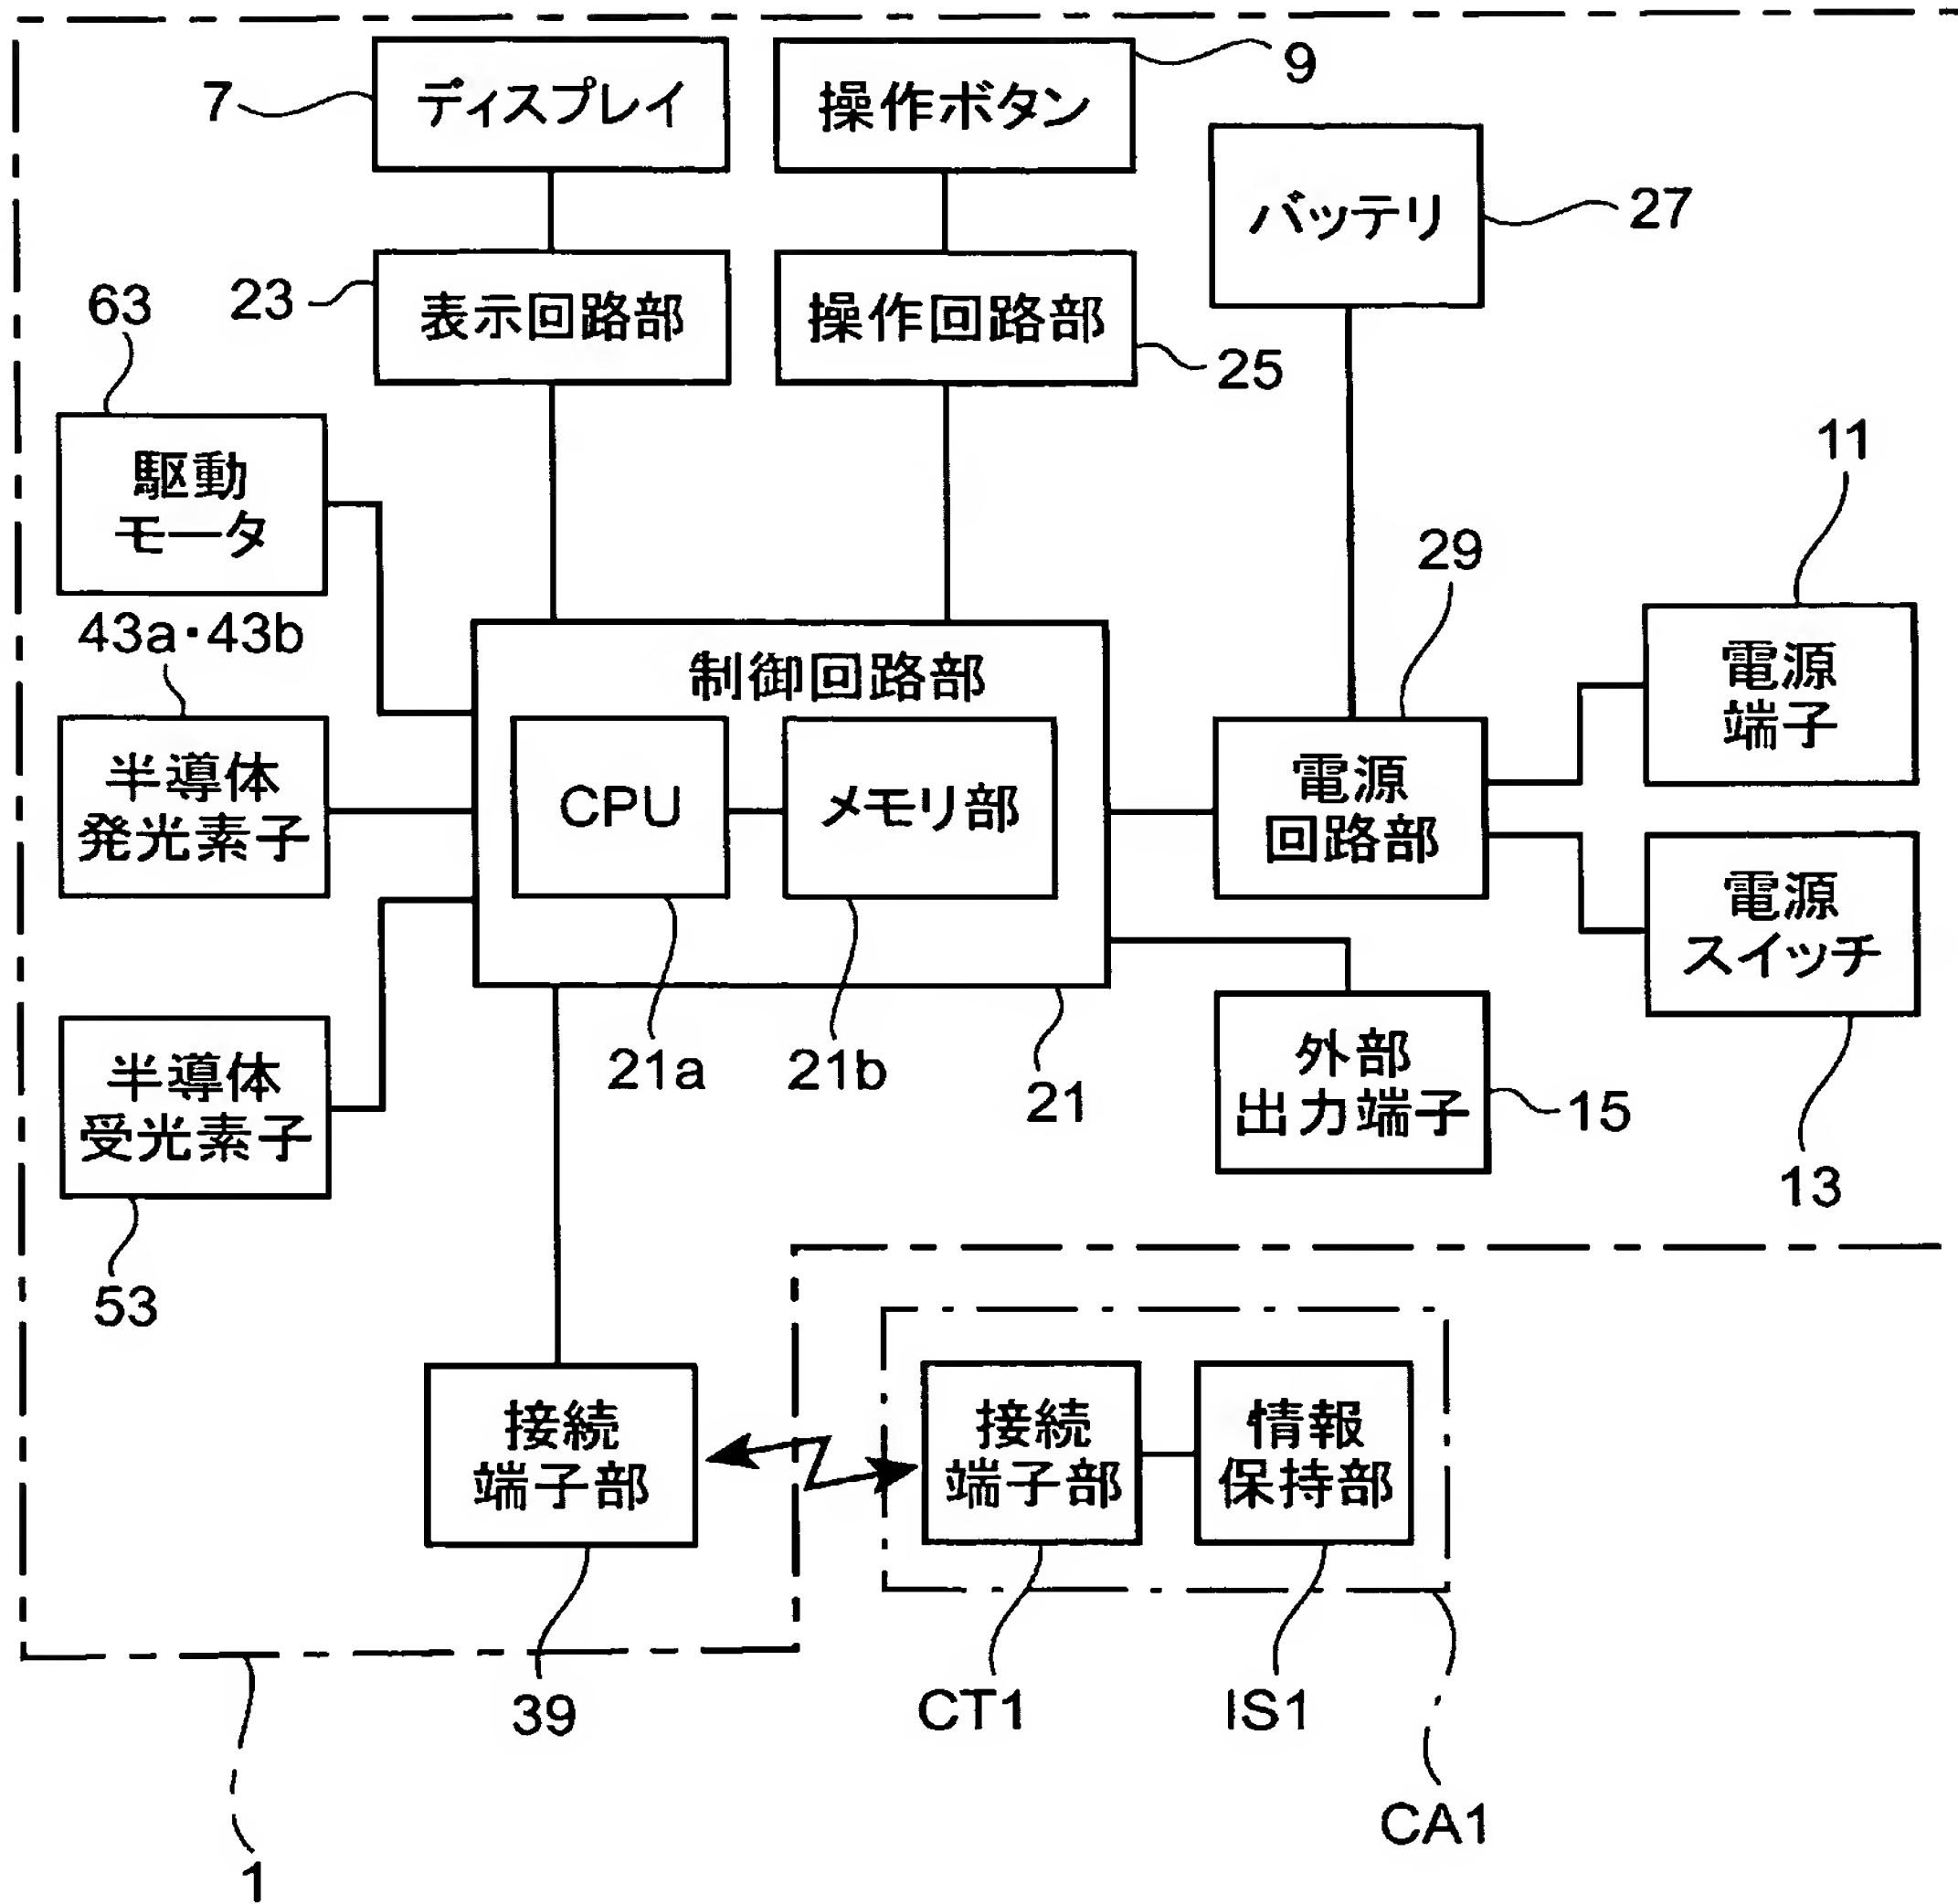 7
ディスプレイ
操作ボタン
9
バッテリ
27
63
23
表示回路部
操作回路部
25
駆動
モータ
11
29
43a・43b
制御回路部
電源
端子
半導体
発光素子
CPU
メモリ部
電源
回路部
電源
スイッチ
半導体
受光素子
21a
21b
21
外部
出力端子
15
13
53
接続
端子部
接続
端子部
情報
保持部
39
CT1
IS1
CA1
1